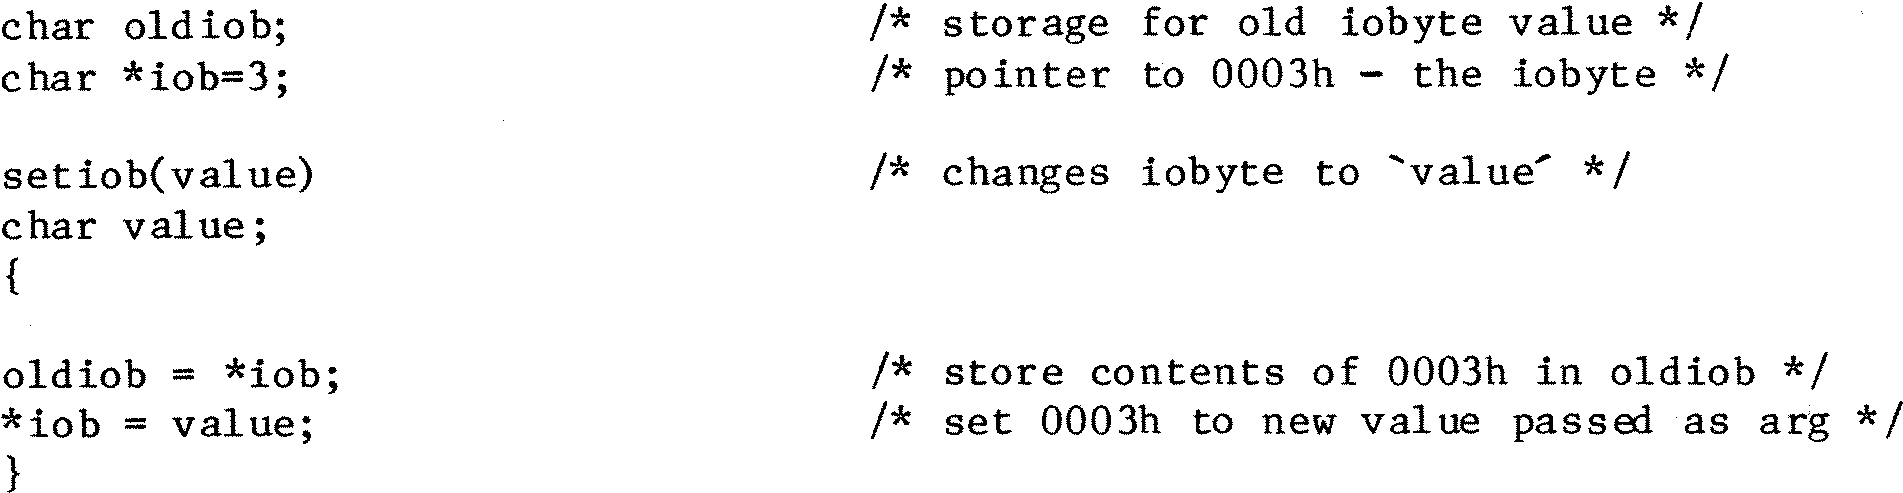 char oldiob;                       /* storage for old iobyte value */
char *iob=3;                       /* pointer to 0003h - the iobyte */

setiob(value)                      /* changes iobyte to `value´ */
char value;
{

oldiob = *iob;                     /* store contents of 0003h in oldiob */
*iob = value;                      /* set 0003h to new value passed as arg */
}